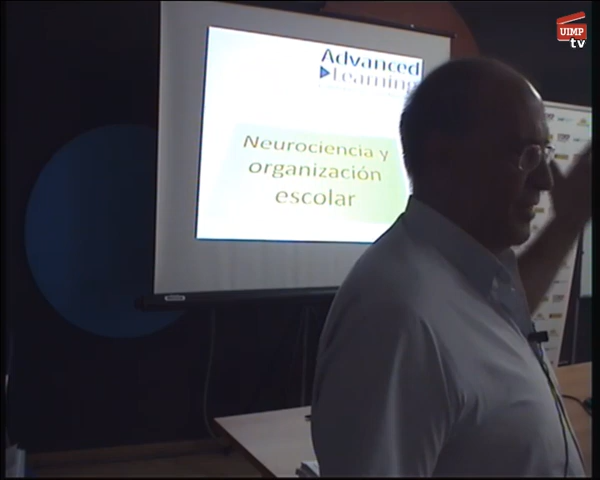 UIMP
tv
Advanced
Learning
Neurociencia y
organización
escolar